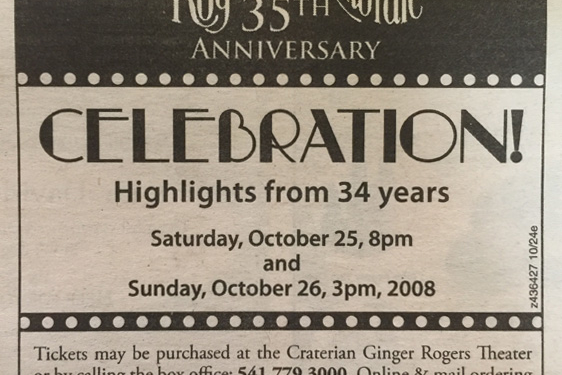 35TH
ANNIVERSARY
CELEBRATION!
Highlights from 34 years
Saturday, October 25, 8pm
and
Sunday, October 26, 3pm, 2008
z436427 10/24e
Tickets may be purchased at the Craterian Ginger Rogers Theater
or by calling the box office: 541.779.3000. Online & mail ordering